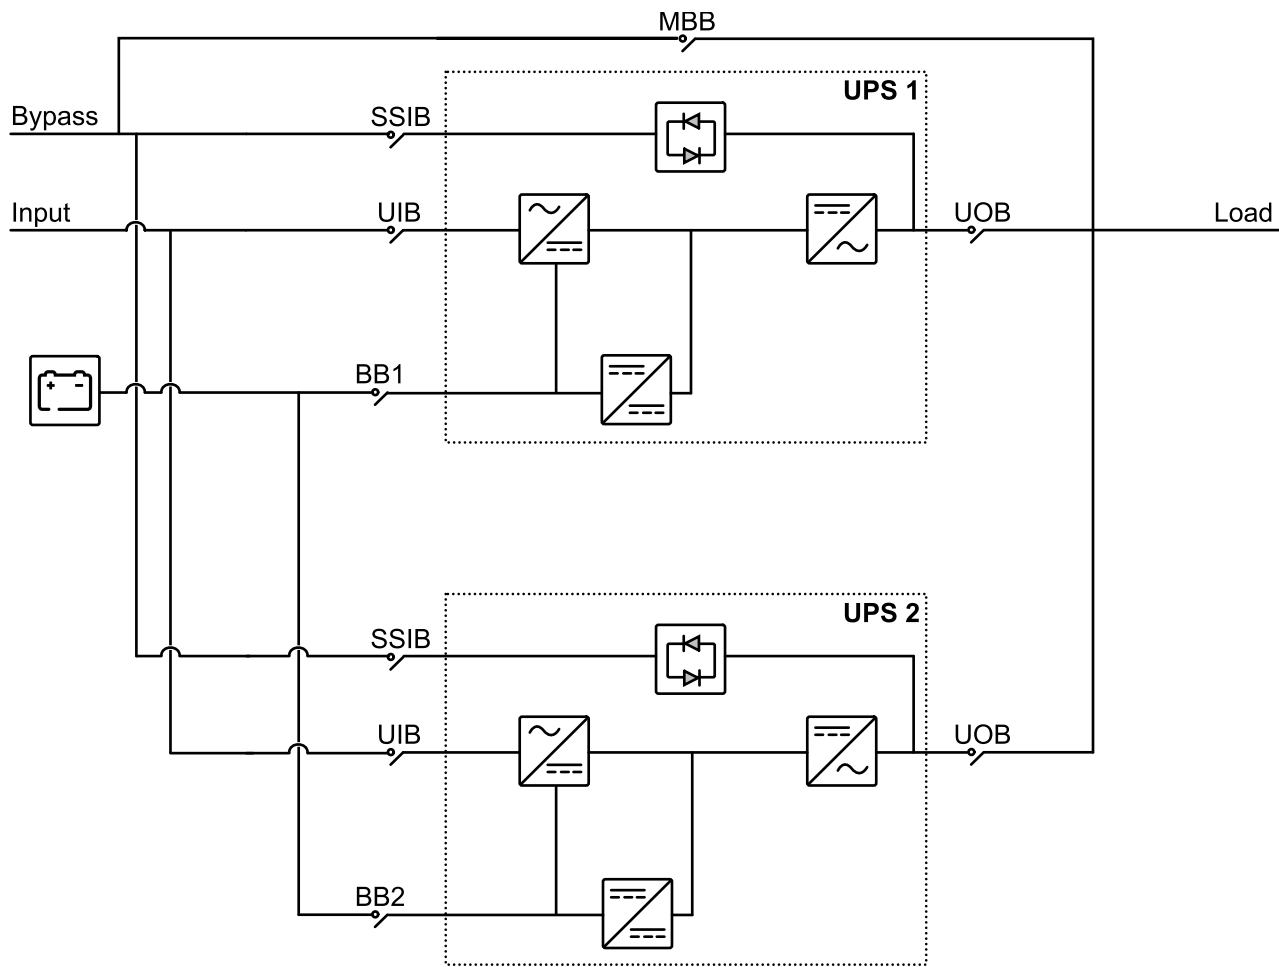 MBB
UPS 1
Bypass
SSIB
Input
UIB
UOB
Load
BB1
UPS 2
SSIB
UIB
UOB
BB2